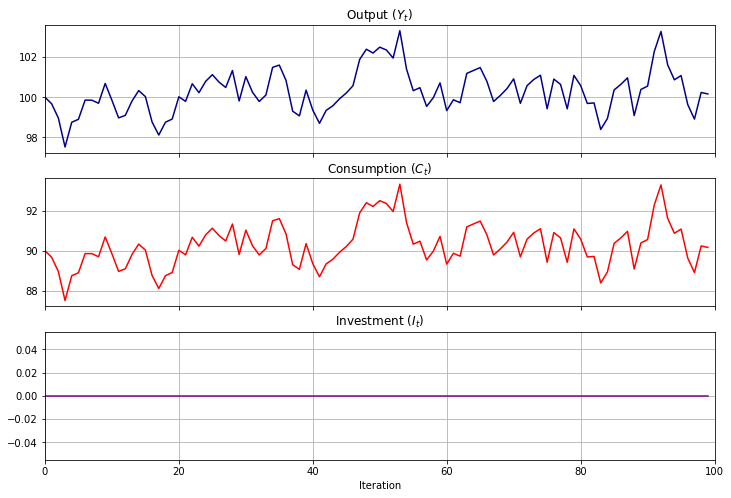 Output (Y_t)
102
100
98
Consumption (C_t)
92
90
88
Investment (I_t)
0.04
0.02
0.00
−0.02
−0.04
0 20 40 60 80 100
Iteration